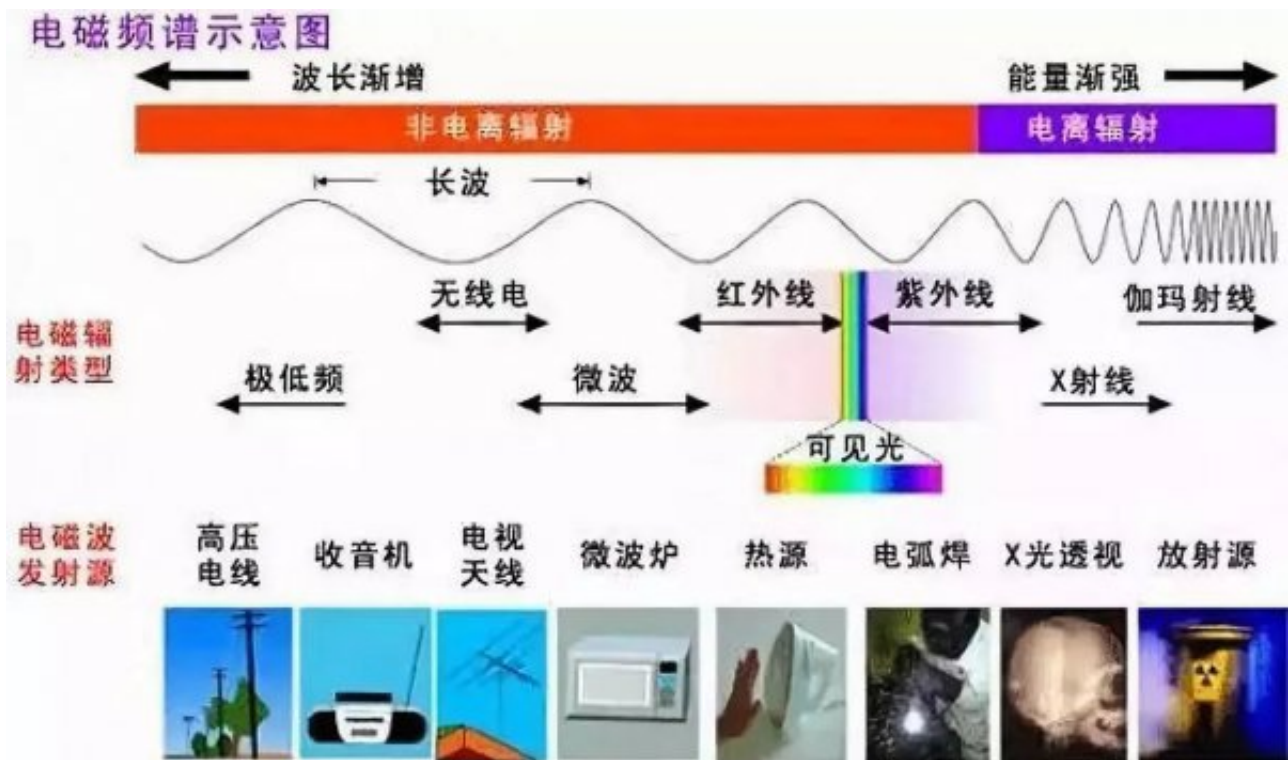 电磁频谱示意图
波长渐增
能量渐强
非电离辐射
电离辐射
长波
无线电
红外线
紫外线
伽玛射线
电磁辐
射类型
极低频
微波
X射线
可见光
电磁波
发射源
高压
电线
收音机
电视
天线
微波炉
热源
电弧焊
X光透视
放射源